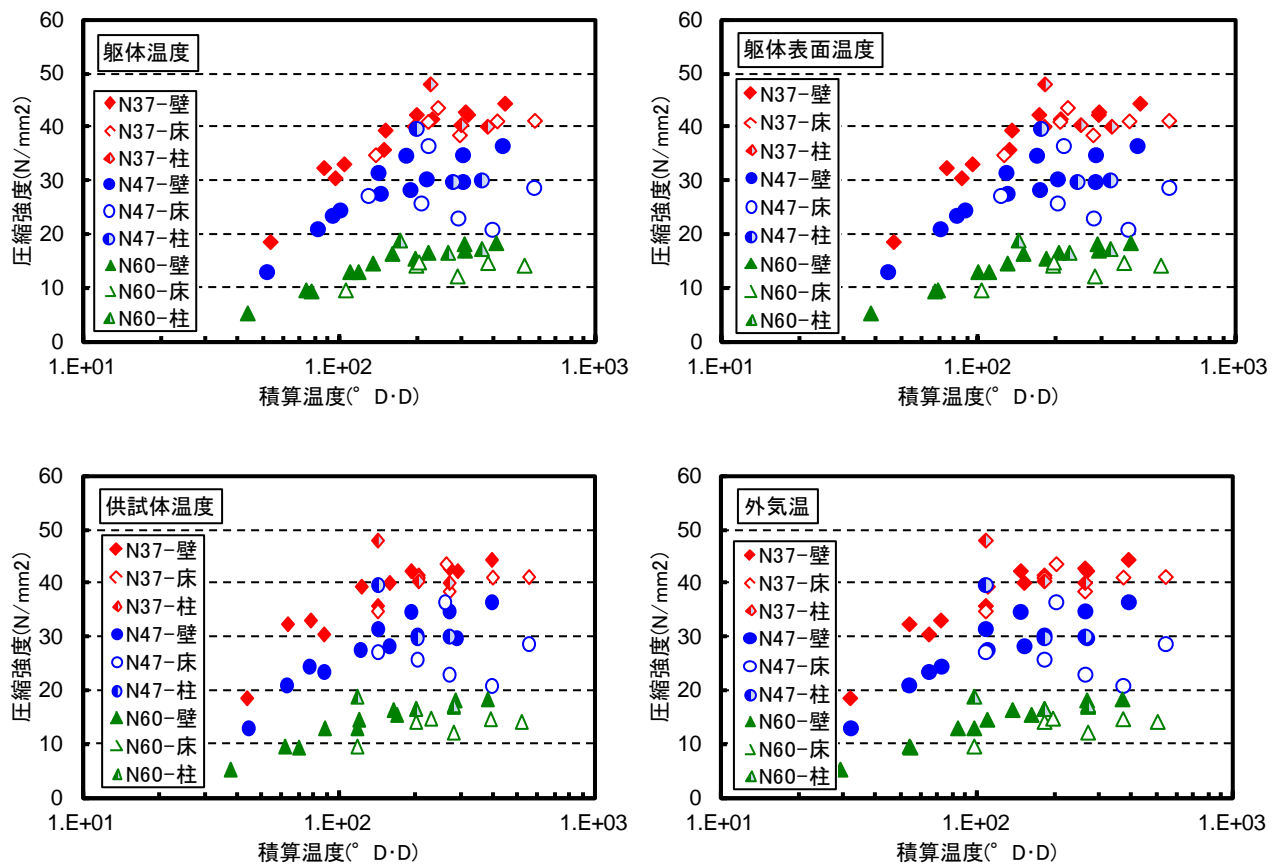 60
50
40
30
20
10
0
圧縮強度(N/mm2)
躯体温度
N37-壁
N37-床
N37-柱
N47-壁
N47-床
N47-柱
N60-壁
N60-床
N60-柱
1.E+01 1.E+02 1.E+03
積算温度(° D・D)
60
50
40
30
20
10
0
圧縮強度(N/mm2)
躯体表面温度
N37-壁
N37-床
N37-柱
N47-壁
N47-床
N47-柱
N60-壁
N60-床
N60-柱
1.E+01 1.E+02 1.E+03
積算温度(° D・D)
60
50
40
30
20
10
0
圧縮強度(N/mm2)
供試体温度
N37-壁
N37-床
N37-柱
N47-壁
N47-床
N47-柱
N60-壁
N60-床
N60-柱
1.E+01 1.E+02 1.E+03
積算温度(° D・D)
60
50
40
30
20
10
0
圧縮強度(N/mm2)
外気温
N37-壁
N37-床
N37-柱
N47-壁
N47-床
N47-柱
N60-壁
N60-床
N60-柱
1.E+01 1.E+02 1.E+03
積算温度(° D・D)